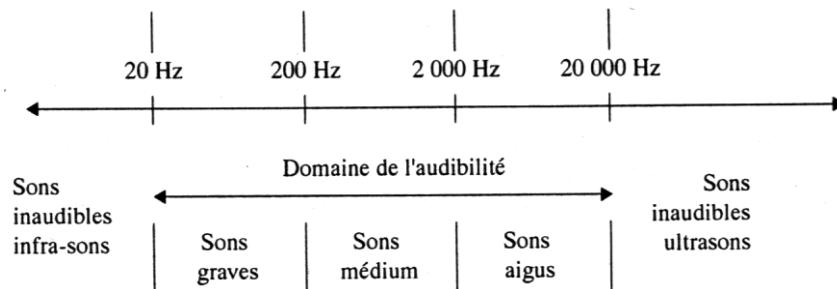 20 Hz 200 Hz 2 000 Hz 20 000 Hz
Domaine de l'audibilité
Sons
inaudibles
infra-sons
Sons
graves
Sons
médium
Sons
aigus
Sons
inaudibles
ultrasons